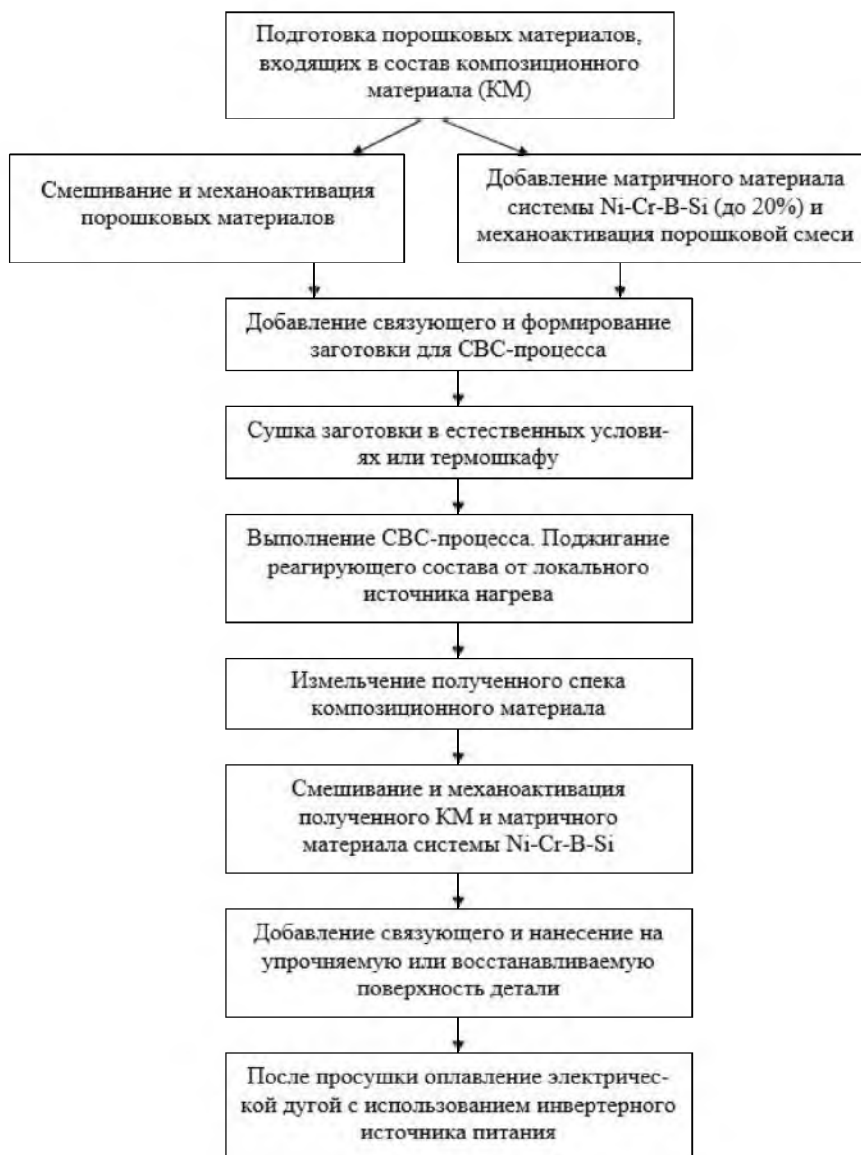 Подготовка порошковых материалов,
входящих в состав композиционного
материала (КМ)
Смешивание и механоактивация
порошковых материалов
Добавление матричного материала
системы Ni-Cr-B-Si (до 20%) и
механоактивация порошковой смеси
Добавление связующего и формирование
заготовки для СВС-процесса
Сушка заготовки в естественных услови-
ях или термошкафу
Выполнение СВС-процесса. Поджигание
реагирующего состава от локального
источника нагрева
Измельчение полученного спека
композиционного материала
Смешивание и механоактивация
полученного КМ и матричного
материала системы Ni-Cr-B-Si
Добавление связующего и нанесение на
упрочняемую или восстанавливаемую
поверхность детали
После просушки оплавление электричес-
кой дугой с использованием инвертерного
источника питания